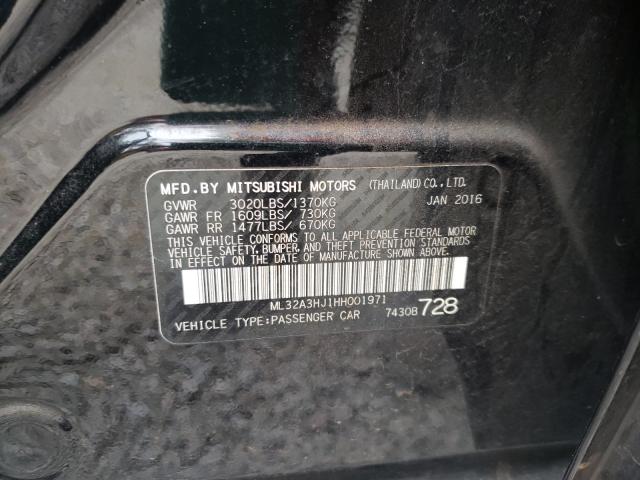 MFD.BY MITSUBISHI MOTORS (THAILAND)CO.,LTD.
GVWR 3020LBS/1370KG JAN 2016
GAWR FR 1609LBS/ 730KG
GAWR RR 1477LBS/ 670KG
THIS VEHICLE CONFORMS TO ALL APPLICABLE FEDERAL MOTOR
VEHICLE SAFETY, BUMPER, AND THEFT PREVENTION STANDARDS
IN EFFECT ON THE DATE OF MANUFACTURE SHOWN ABOVE.
ML32A3HJ1HH001971
VEHICLE TYPE:PASSENGER CAR 74308 728